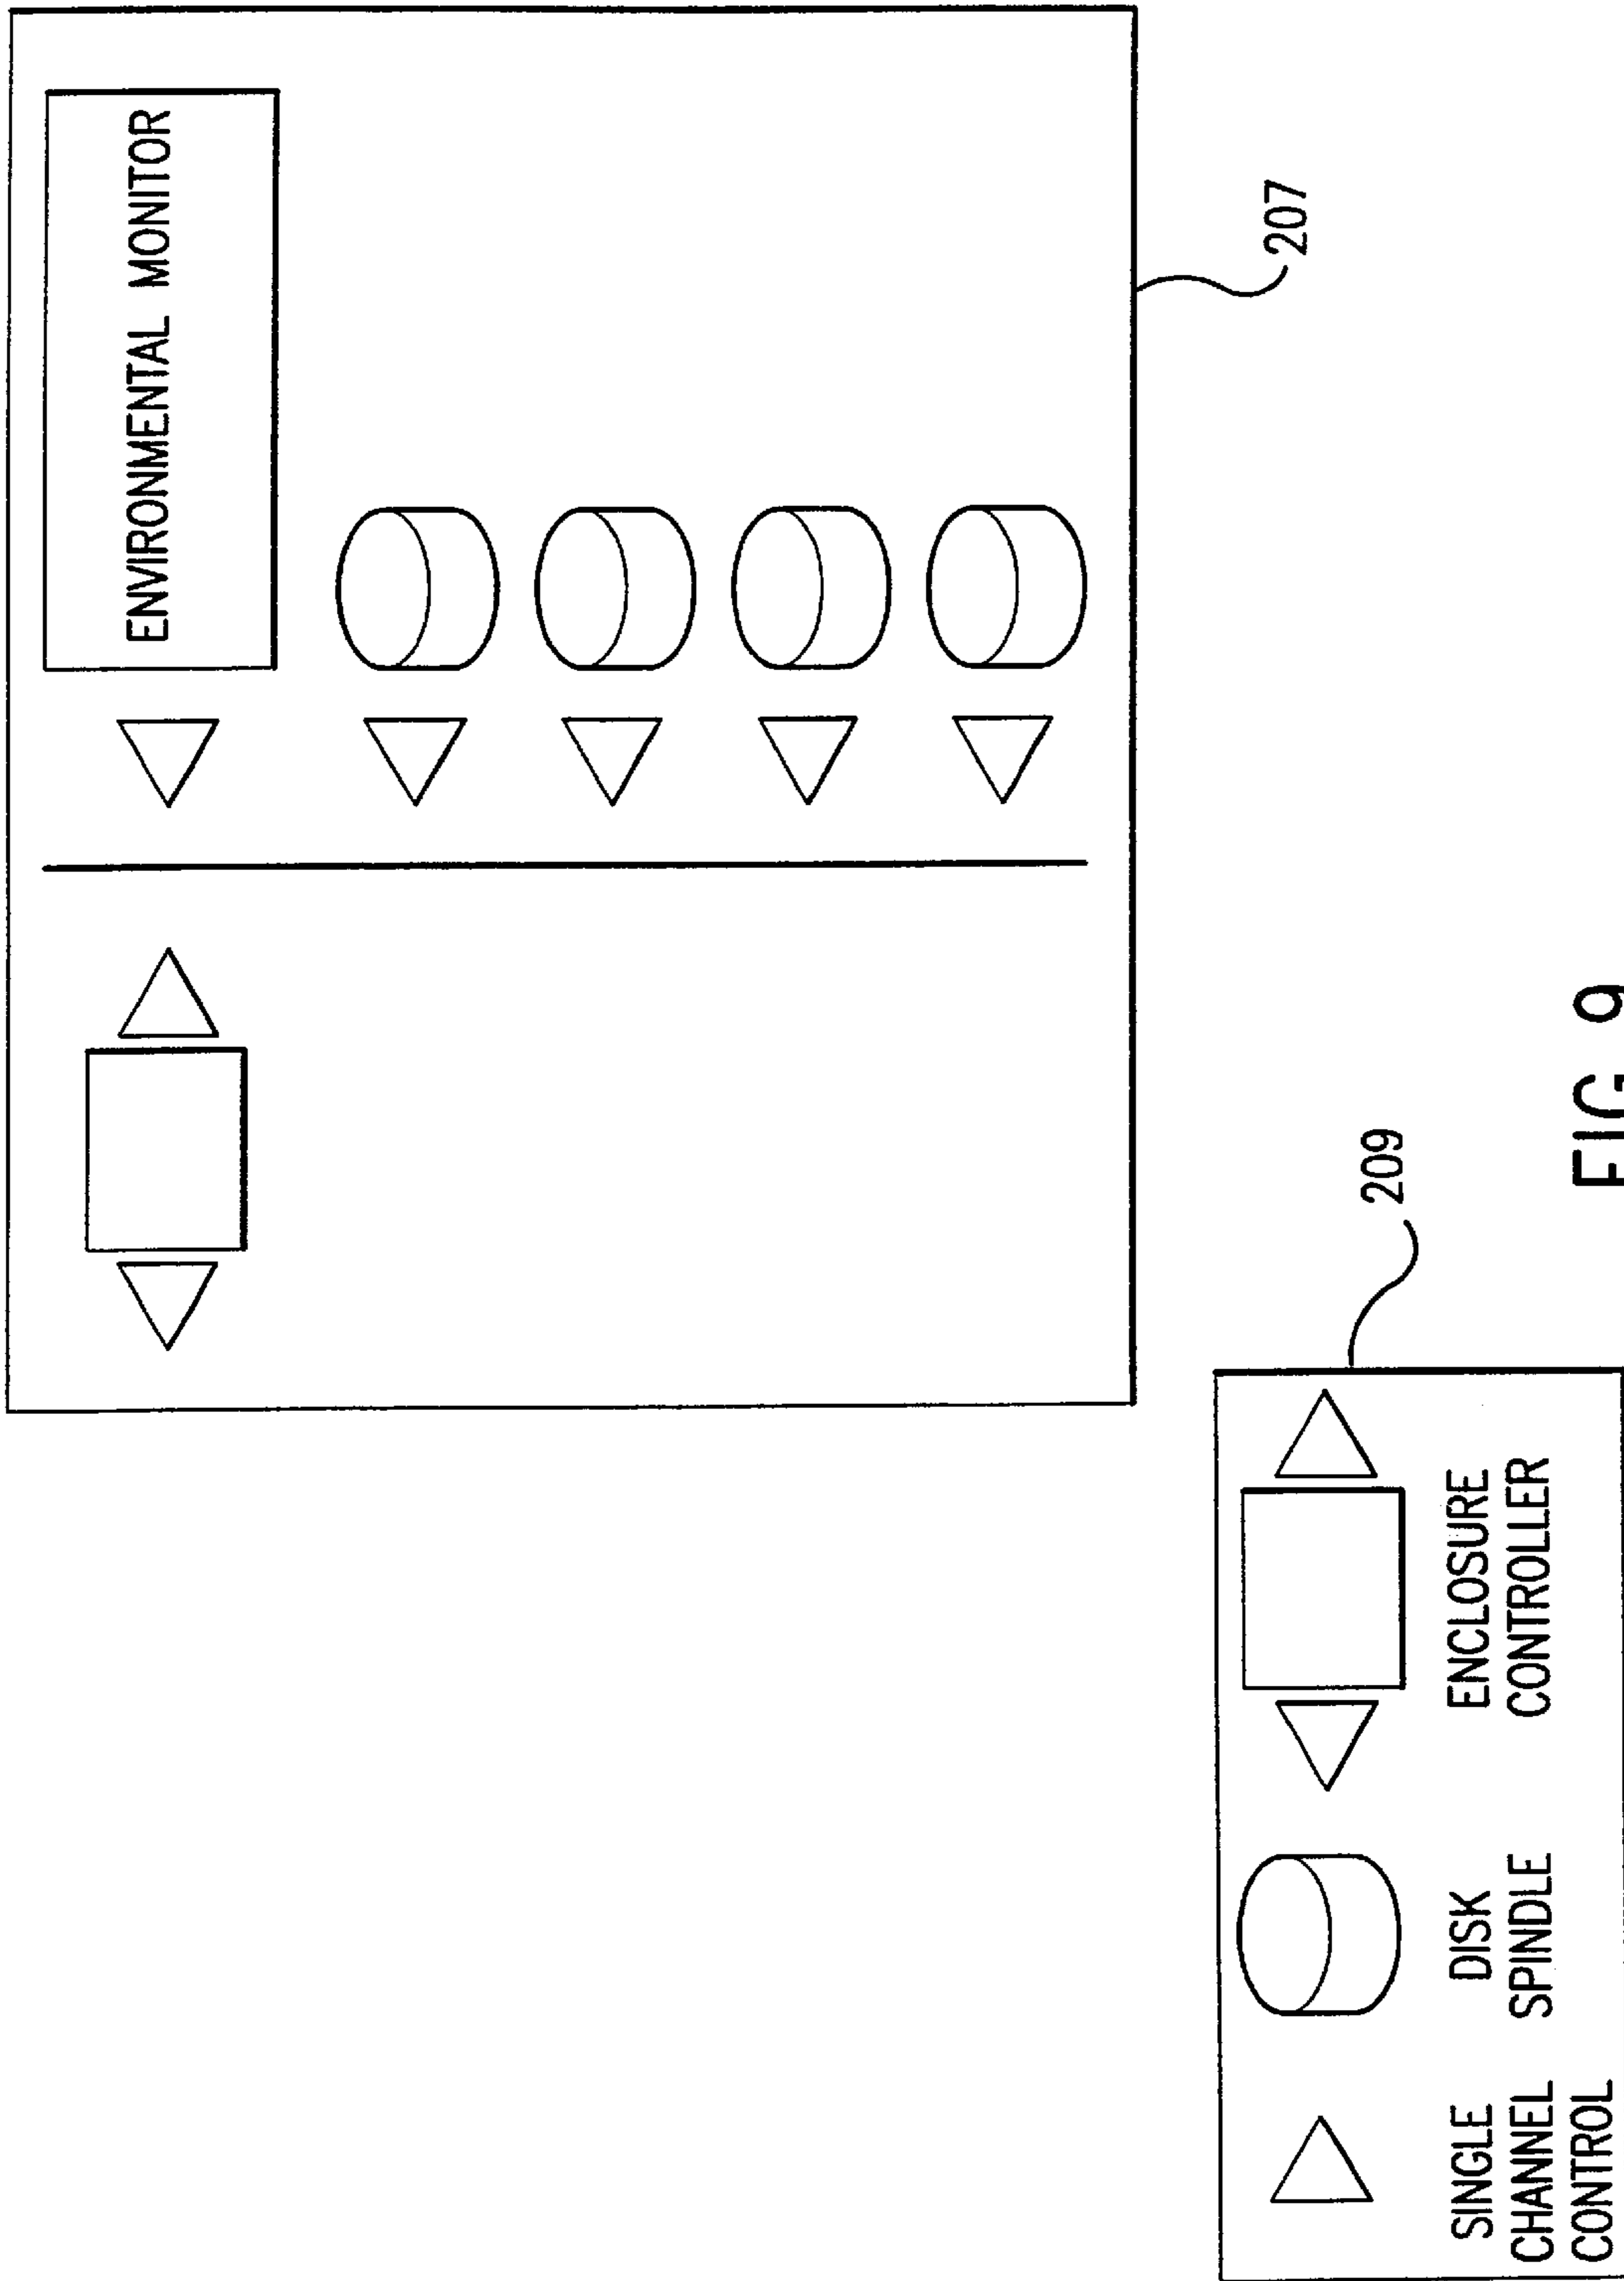 ENVIRONMENTAL MONITOR
207
209
SINGLE
CHANNEL
CONTROL
DISK
SPINDLE
ENCLOSURE
CONTROLLER
FIG. 9